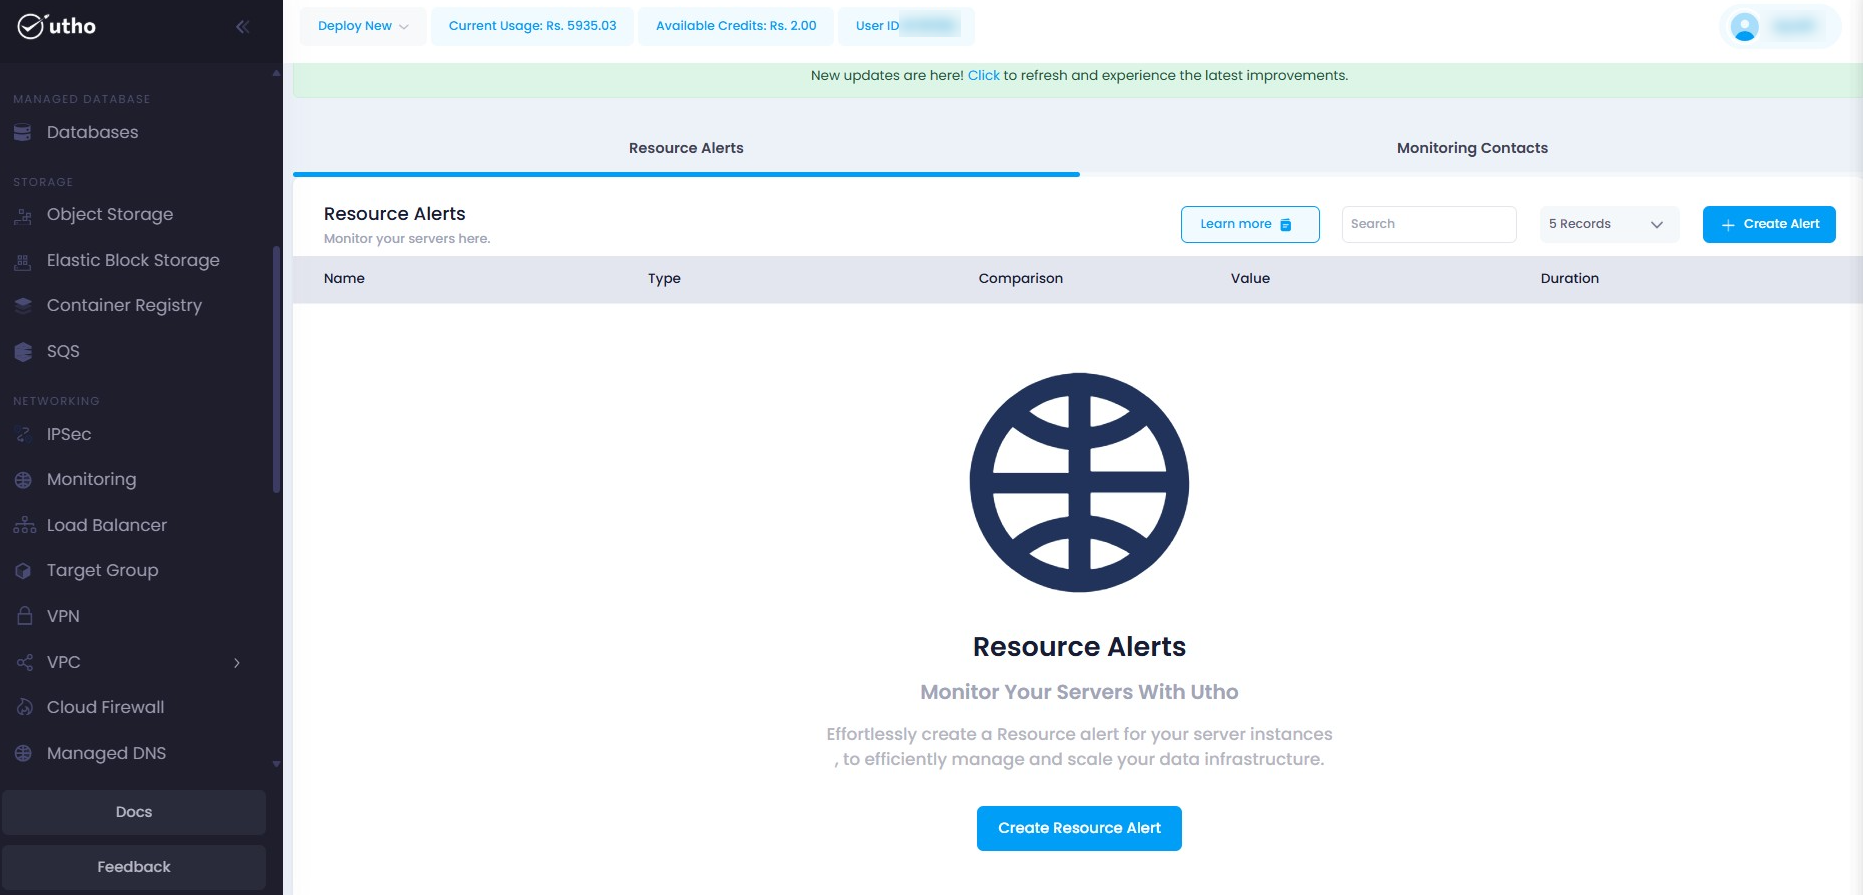 utho
Deploy New
Current Usage: Rs. 5935.03
Available Credits: Rs. 2.00
User ID
New updates are here! Click to refresh and experience the latest improvements.
MANAGED DATABASE
Databases
STORAGE
Object Storage
Elastic Block Storage
Container Registry
SQS
NETWORKING
IPSec
Monitoring
Load Balancer
Target Group
VPN
VPC
Cloud Firewall
Managed DNS
Docs
Feedback
Resource Alerts
Monitoring Contacts
Resource Alerts
Monitor your servers here.
Learn more
Search
5 Records
Create Alert
Name
Type
Comparison
Value
Duration
Resource Alerts
Monitor Your Servers With Utho
Effortlessly create a Resource alert for your server instances
, to efficiently manage and scale your data infrastructure.
Create Resource Alert